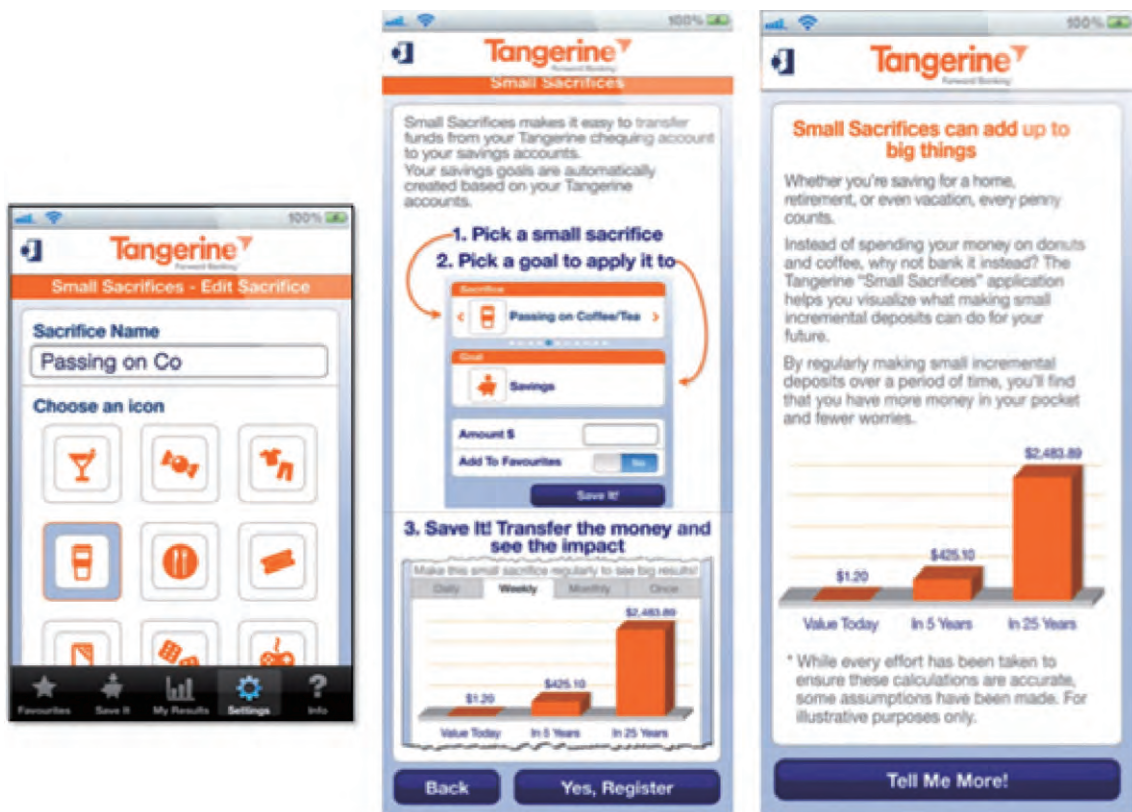 100%
Tangerine
Forward Banking
Small Sacrifices - Edit Sacrifice
Sacrifice Name
Passing on Co
Choose an icon
Favourites
Save It
My Results
Settings
Info
100%
Tangerine
Forward Banking
Small Sacrifices
Small Sacrifices makes it easy to transfer
funds from your Tangerine chequing account
to your savings accounts.
Your savings goals are automatically
created based on your Tangerine
accounts.
1. Pick a small sacrifice
2. Pick a goal to apply it to
Sacrifice
Passing on Coffee/Tea
Goal
Savings
Amount $
Add To Favourites
No
Save It!
3. Save It! Transfer the money and
see the impact
Make this small sacrifice regularly to see big results!
Daily Weekly Monthly Once
$2,483.89
$425.10
$1.20
Value Today In 5 Years In 25 Years
Back
Yes, Register
100%
Tangerine
Forward Banking
Small Sacrifices can add up to
big things
Whether you're saving for a home,
retirement, or even vacation, every penny
counts.
Instead of spending your money on donuts
and coffee, why not bank it instead? The
Tangerine "Small Sacrifices" application
helps you visualize what making small
incremental deposits can do for your
future.
By regularly making small incremental
deposits over a period of time, you'll find
that you have more money in your pocket
and fewer worries.
$2,483.89
$425.10
$1.20
Value Today In 5 Years In 25 Years
* While every effort has been taken to
ensure these calculations are accurate,
some assumptions have been made. For
illustrative purposes only.
Tell Me More!